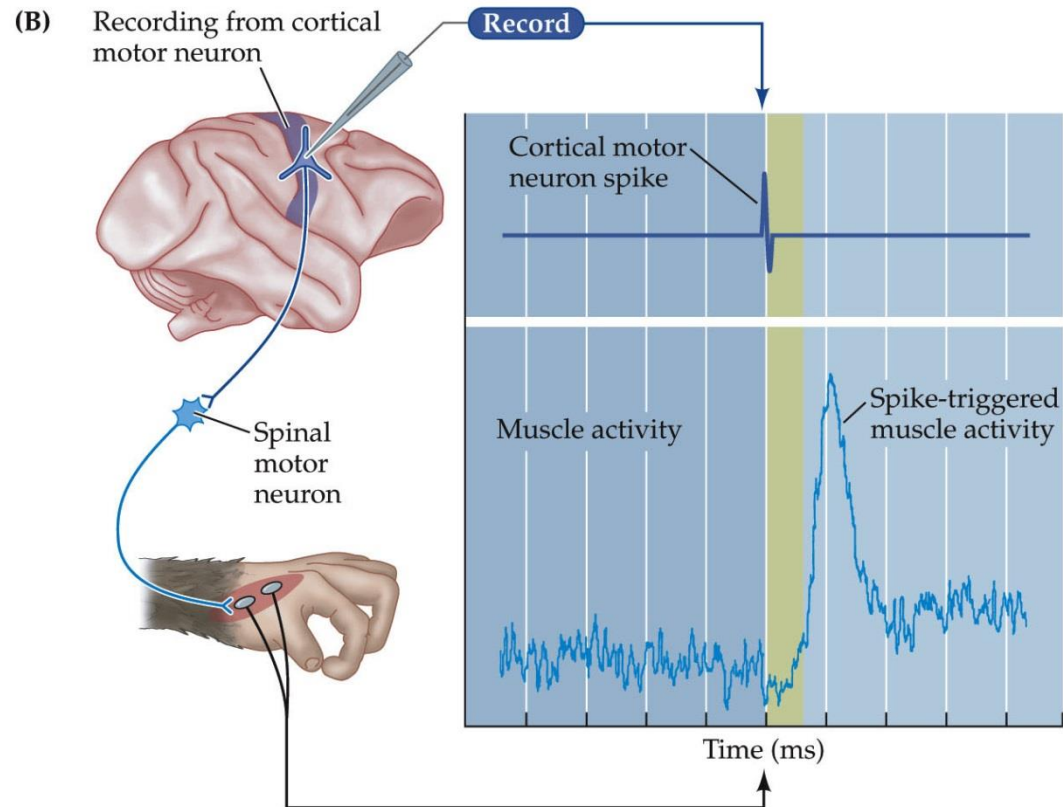 (B) Recording from cortical
motor neuron
Record
Cortical motor
neuron spike
Spinal
motor
neuron
Muscle activity
Spike-triggered
muscle activity
Time (ms)